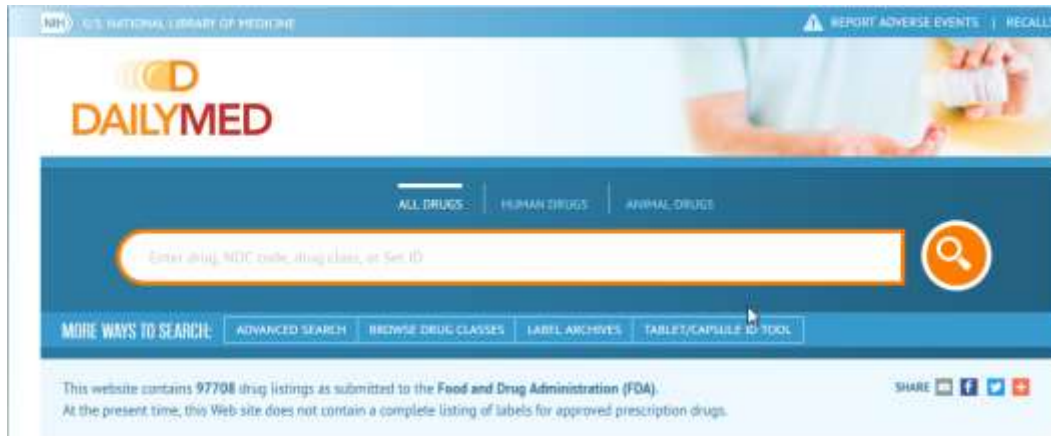 NIH U.S. NATIONAL LIBRARY OF MEDICINE
REPORT ADVERSE EVENTS | RECALLS
DAILYMED
ALL DRUGS | HUMAN DRUGS | ANIMAL DRUGS
Enter drug, NDC code, drug class, or Set ID
MORE WAYS TO SEARCH: ADVANCED SEARCH BROWSE DRUG CLASSES LABEL ARCHIVES TABLET/CAPSULE ID TOOL
This website contains 97708 drug listings as submitted to the Food and Drug Administration (FDA).
At the present time, this Web site does not contain a complete listing of labels for approved prescription drugs.
SHARE